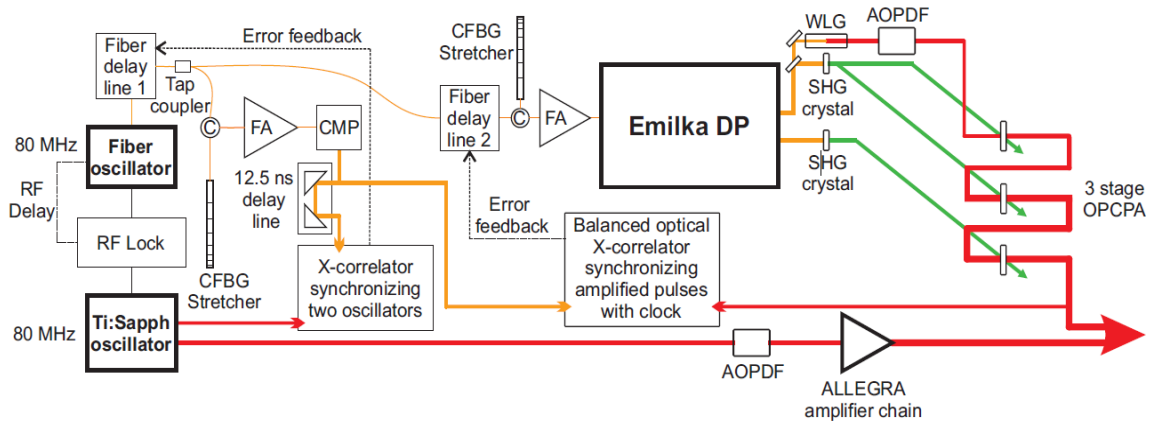 Fiber
delay
line 1
Error feedback
Tap
coupler
C
FA
CMP
80 MHz
Fiber
oscillator
RF
Delay
RF Lock
12.5 ns
delay
line
CFBG
Stretcher
X-correlator
synchronizing
two oscillators
80 MHz
Ti:Sapph
oscillator
CFBG
Stretcher
Fiber
delay
line 2
C
FA
Emilka DP
Error
feedback
Balanced optical
X-correlator
synchronizing
amplified pulses
with clock
WLG
AOPDF
SHG
crystal
SHG
crystal
3 stage
OPCPA
AOPDF
ALLEGRA
amplifier chain